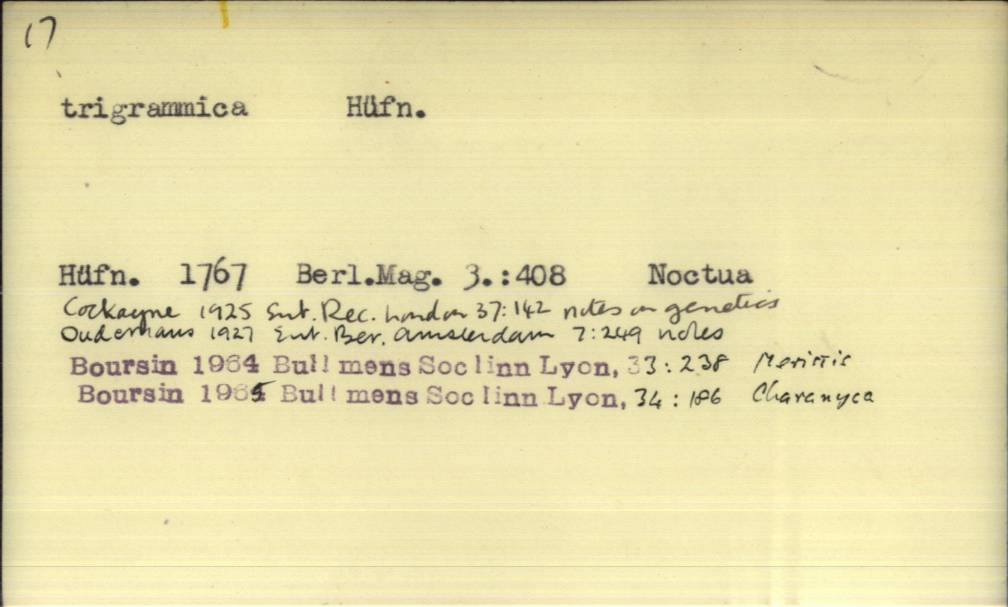 17
trigrammica Hüfn.
Hüfn. 1767 Berl.Mag. 3.:408 Noctua
Cockayne 1925 Ent. Rec. London 37:142 notes on genetics
Oudemans 1927 Ent. Ber. Amsterdam 7:249 notes
Boursin 1964 Bull mens Soc linn Lyon, 33:238 Meristis
Boursin 1965 Bull mens Soc linn Lyon, 34:186 Charanyca